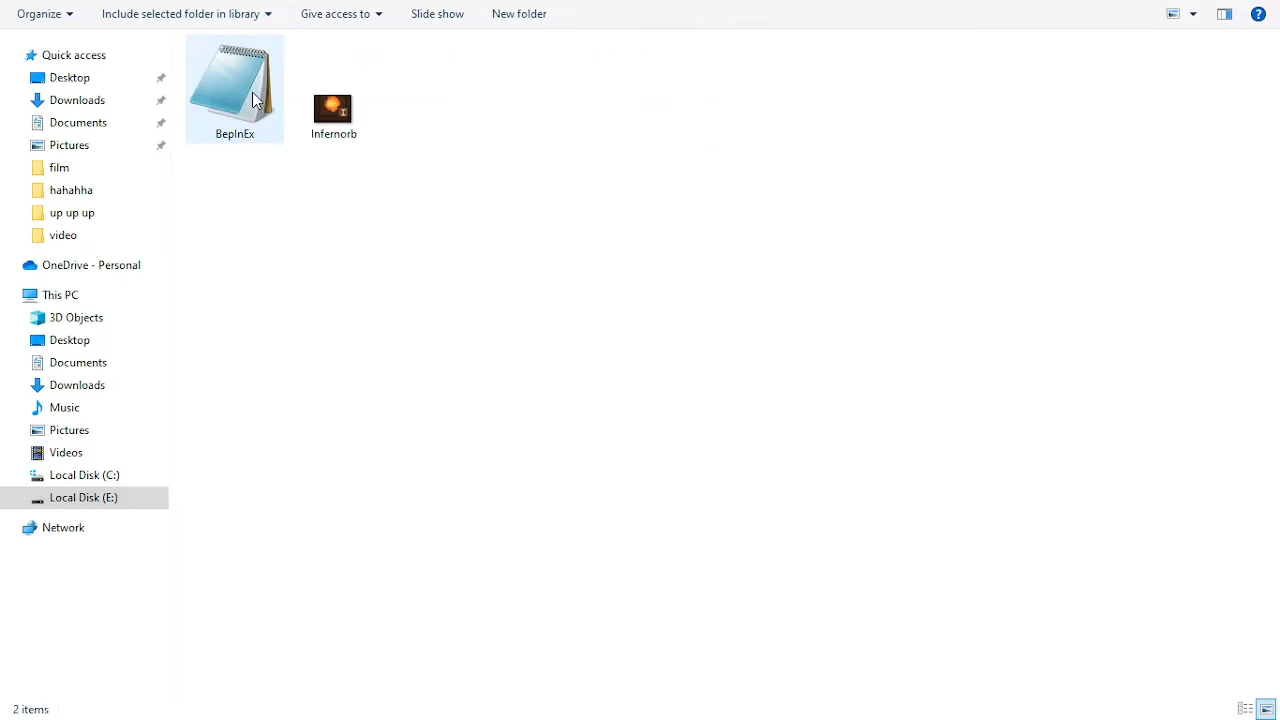 Organize Include selected folder in library Give access to Slide show New folder
Quick access
Desktop
Downloads
Documents
Pictures
film
hahahha
up up up
video
OneDrive - Personal
This PC
3D Objects
Desktop
Documents
Downloads
Music
Pictures
Videos
Local Disk (C:)
Local Disk (E:)
Network
BepInEx Infernorb
2 items